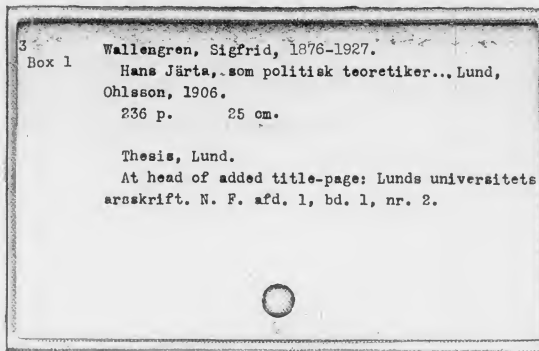 3
Box 1
Wallengren, Sigfrid, 1876-1927.
Hans Järta, som politisk teoretiker... Lund,
Ohlsson, 1906.
236 p. 25 cm.
Thesis, Lund.
At head of added title-page: Lunds universitets
arsskrift. N. F. afd. 1, bd. 1, nr. 2.